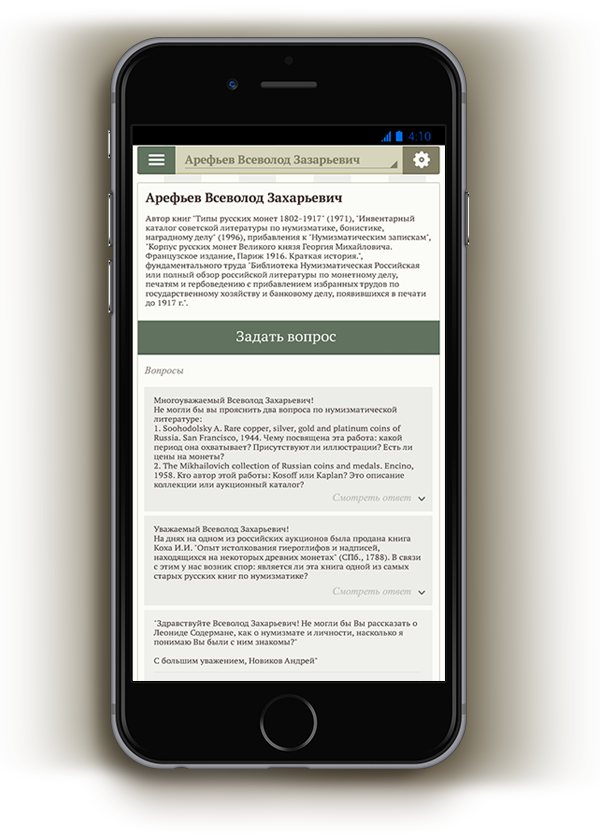 4:10
Арефьев Всеволод Зазарьевич
Арефьев Всеволод Захарьевич
Автор книг "Типы русских монет 1802-1917" (1971), "Инвентарный
каталог советской литературы по нумизматике, бонистике,
наградному делу" (1996), прибавления к "Нумизматическим запискам",
"Корпус русских монет Великого князя Георгия Михайловича.
Французское издание, Париж 1916. Краткая история.',
фундаментального труда "Библиотека Нумизматическая Российская
или полный обзор российской литературы по монетному делу,
печатям и гербоведению с прибавлением избранных трудов по
государственному хозяйству и банковому делу, появившихся в печати
до 1917 г.".
Задать вопрос
Вопросы
Многоуважаемый Всеволод Захарьевич!
Не могли бы вы прояснить два вопроса по нумизматической
литературе:
1. Soohodolsky A. Rare copper, silver, gold and platinum coins of
Russia. San Francisco, 1944. Чему посвящена эта работа: какой
период она охватывает? Присутствуют ли иллюстрации? Есть ли
цены на монеты?
2. The Mikhailovich collection of Russian coins and medals. Encino,
1958. Кто автор этой работы: Kosoff или Kaplan? Это описание
коллекции или аукционный каталог?
Смотреть ответ
Уважаемый Всеволод Захарьевич!
На днях на одном из российских аукционов была продана книга
Коха И.И. "Опыт истолкования гиероглифов и надписей,
находящихся на некоторых древних монетах" (СПб., 1788). В связи
с этим у нас возник спор: является ли эта книга одной из самых
старых русских книг по нумизматике?
Смотреть ответ
"Здравствуйте Всеволод Захарьевич! Не могли бы Вы рассказать о
Леониде Содермане, как о нумизмате и личности, насколько я
понимаю Вы были с ним знакомы?"
С большим уважением, Новиков Андрей"